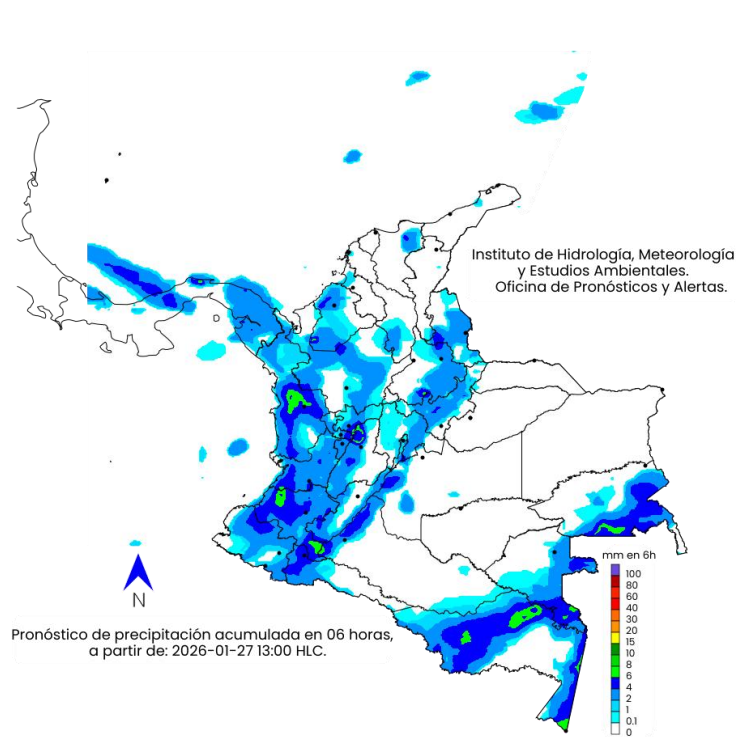 Instituto de Hidrología, Meteorología
y Estudios Ambientales.
Oficina de Pronósticos y Alertas.
mm en 6h
100
80
60
40
30
20
15
10
8
6
4
2
1
0.1
0
N
Pronóstico de precipitación acumulada en 06 horas,
a partir de: 2026-01-27 13:00 HLC.